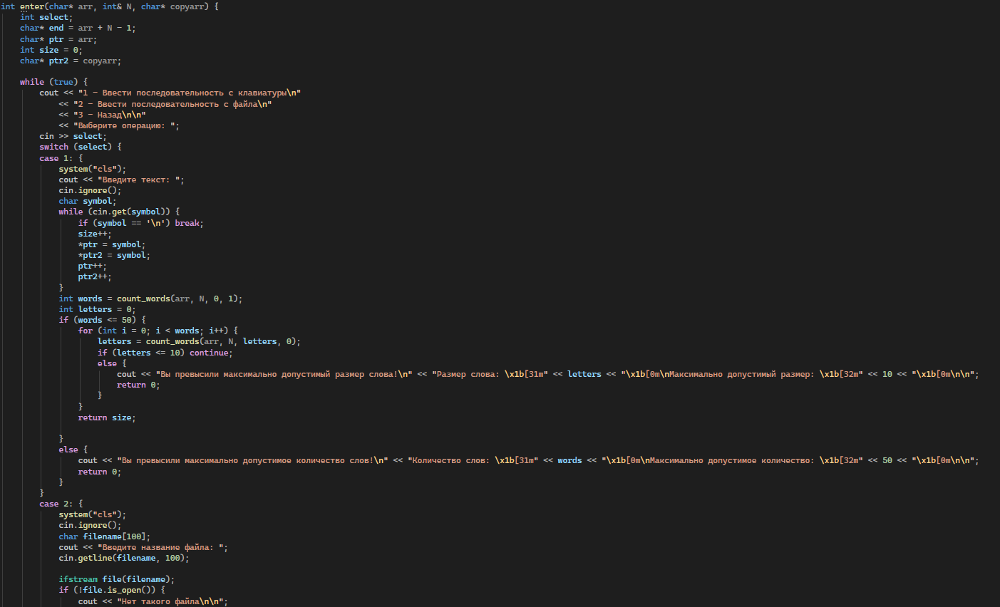 int enter(char* arr, int& N, char* copyarr) {
int select;
char* end = arr + N - 1;
char* ptr = arr;
int size = 0;
char* ptr2 = copyarr;
while (true) {
cout << "1 - Ввести последовательность с клавиатуры\n"
<< "2 - Ввести последовательность с файла\n"
<< "3 - Назад\n\n"
<< "Выберите операцию: ";
cin >> select;
switch (select) {
case 1: {
system("cls");
cout << "Введите текст: ";
cin.ignore();
char symbol;
while (cin.get(symbol)) {
if (symbol == '\n') break;
size++;
*ptr = symbol;
*ptr2 = symbol;
ptr++;
ptr2++;
}
int words = count_words(arr, N, 0, 1);
int letters = 0;
if (words <= 50) {
for (int i = 0; i < words; i++) {
letters = count_words(arr, N, letters, 0);
if (letters <= 10) continue;
else {
cout << "Вы превысили максимально допустимый размер слова!\n" << "Размер слова: \x1b[31m" << letters << "\x1b[0m\nМаксимально допустимый размер: \x1b[32m" << 10 << "\x1b[0m\n\n";
return 0;
}
}
return size;
}
else {
cout << "Вы превысили максимально допустимое количество слов!\n" << "Количество слов: \x1b[31m" << words << "\x1b[0m\nМаксимально допустимое количество: \x1b[32m" << 50 << "\x1b[0m\n\n";
return 0;
}
}
case 2: {
system("cls");
cin.ignore();
char filename[100];
cout << "Введите название файла: ";
cin.getline(filename, 100);
ifstream file(filename);
if (!file.is_open()) {
cout << "Нет такого файла\n\n";